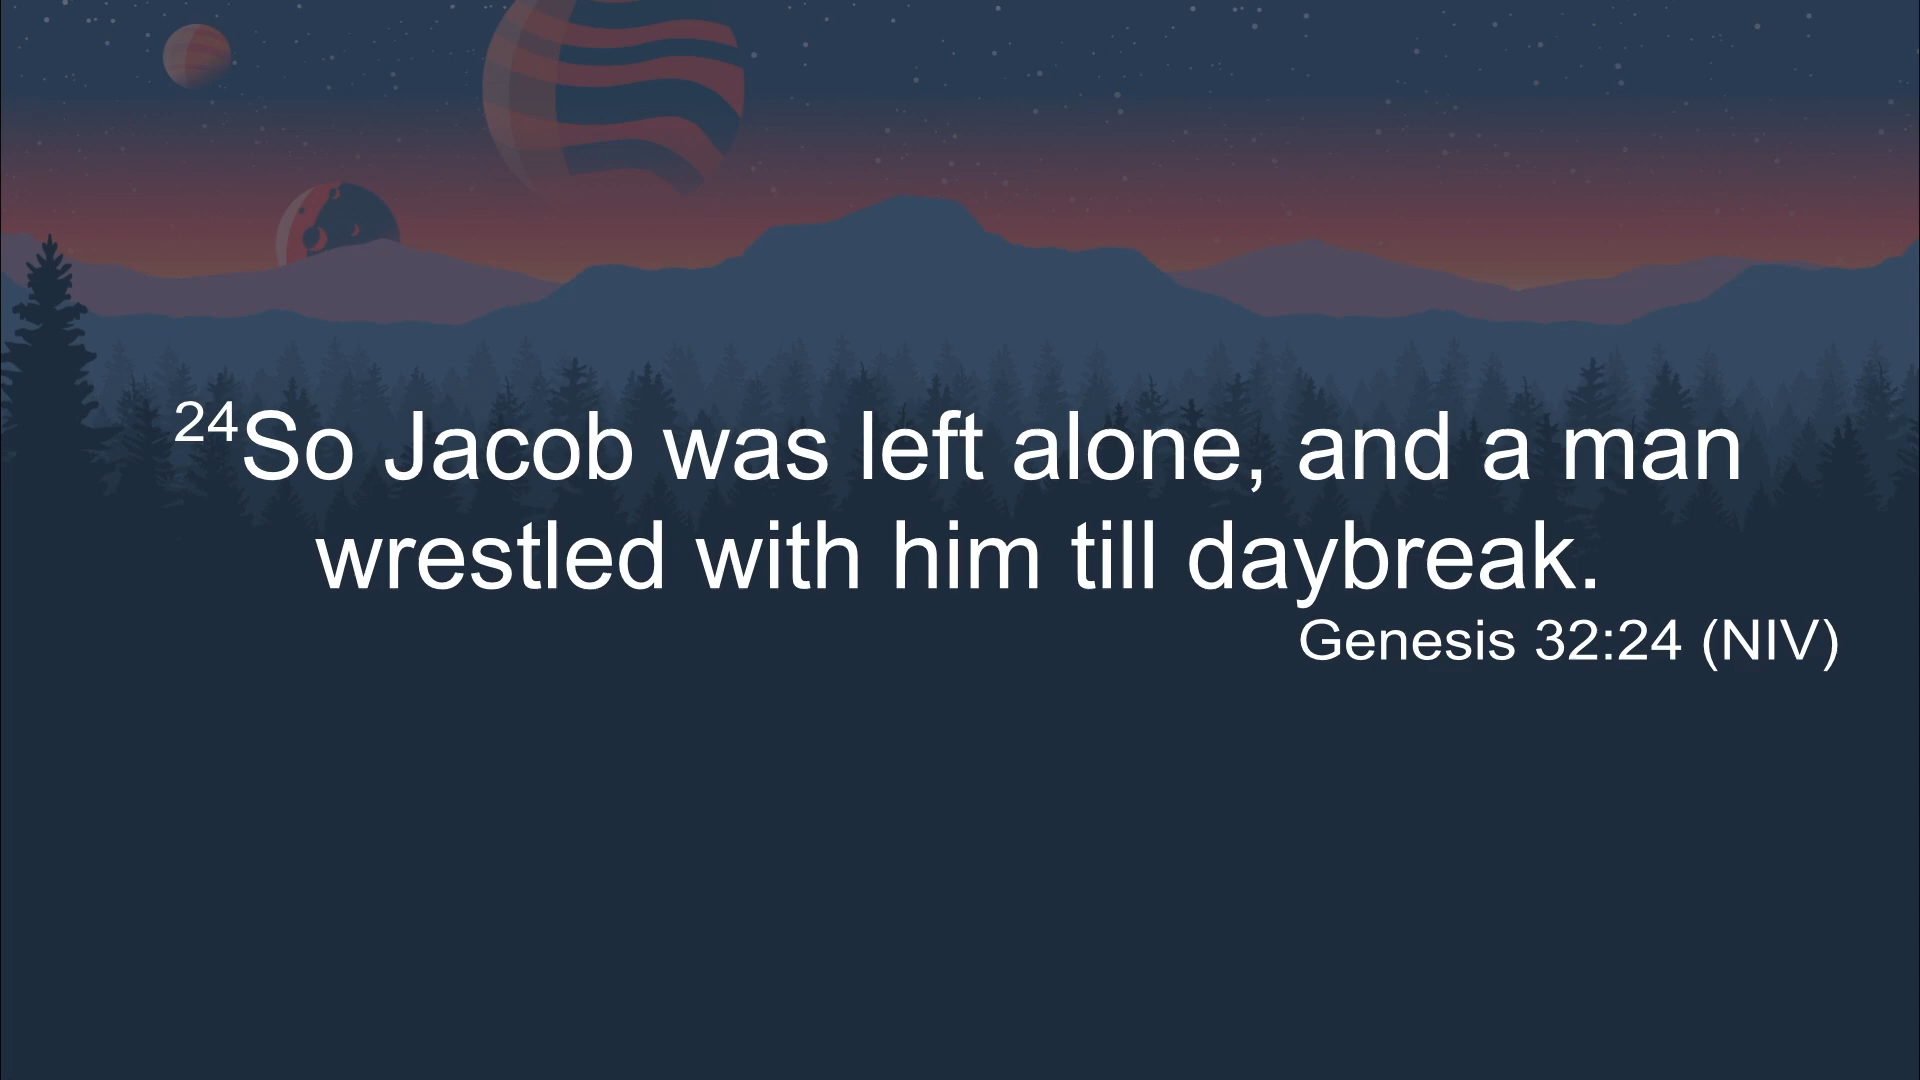 24So Jacob was left alone, and a man
wrestled with him till daybreak.
Genesis 32:24 (NIV)